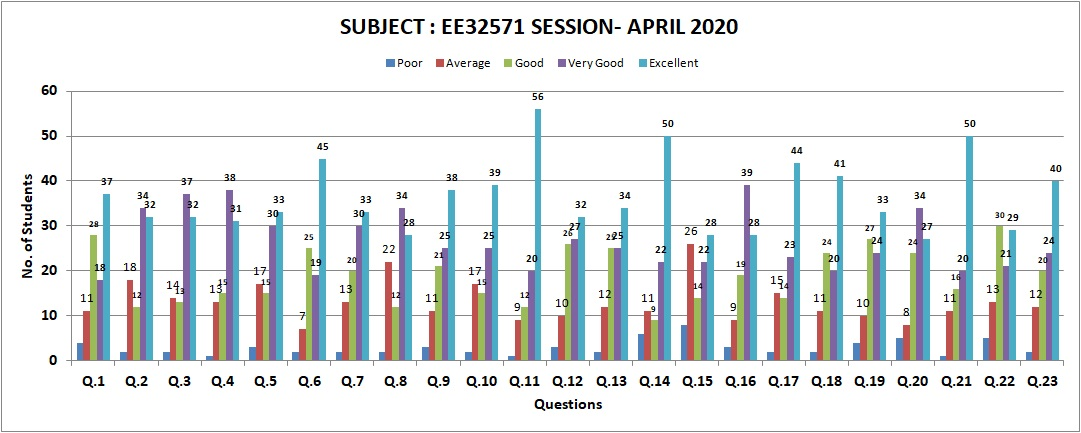 SUBJECT : EE32571 SESSION- APRIL 2020
Poor Average Good Very Good Excellent
No. of Students
60
50
40
30
20
10
0
11 28 18 37
18 12 34 32
14 13 37 32
13 15 38 31
17 15 30 33
7 25 19 45
13 20 30 33
22 12 34 28
11 21 25 38
17 15 25 39
9 12 20 56
10 26 27 32
12 25 25 34
11 9 22 50
26 14 22 28
9 19 39 28
15 14 23 44
11 24 20 41
10 27 24 33
8 24 34 27
11 16 20 50
13 30 21 29
12 20 24 40
Q.1 Q.2 Q.3 Q.4 Q.5 Q.6 Q.7 Q.8 Q.9 Q.10 Q.11 Q.12 Q.13 Q.14 Q.15 Q.16 Q.17 Q.18 Q.19 Q.20 Q.21 Q.22 Q.23
Questions